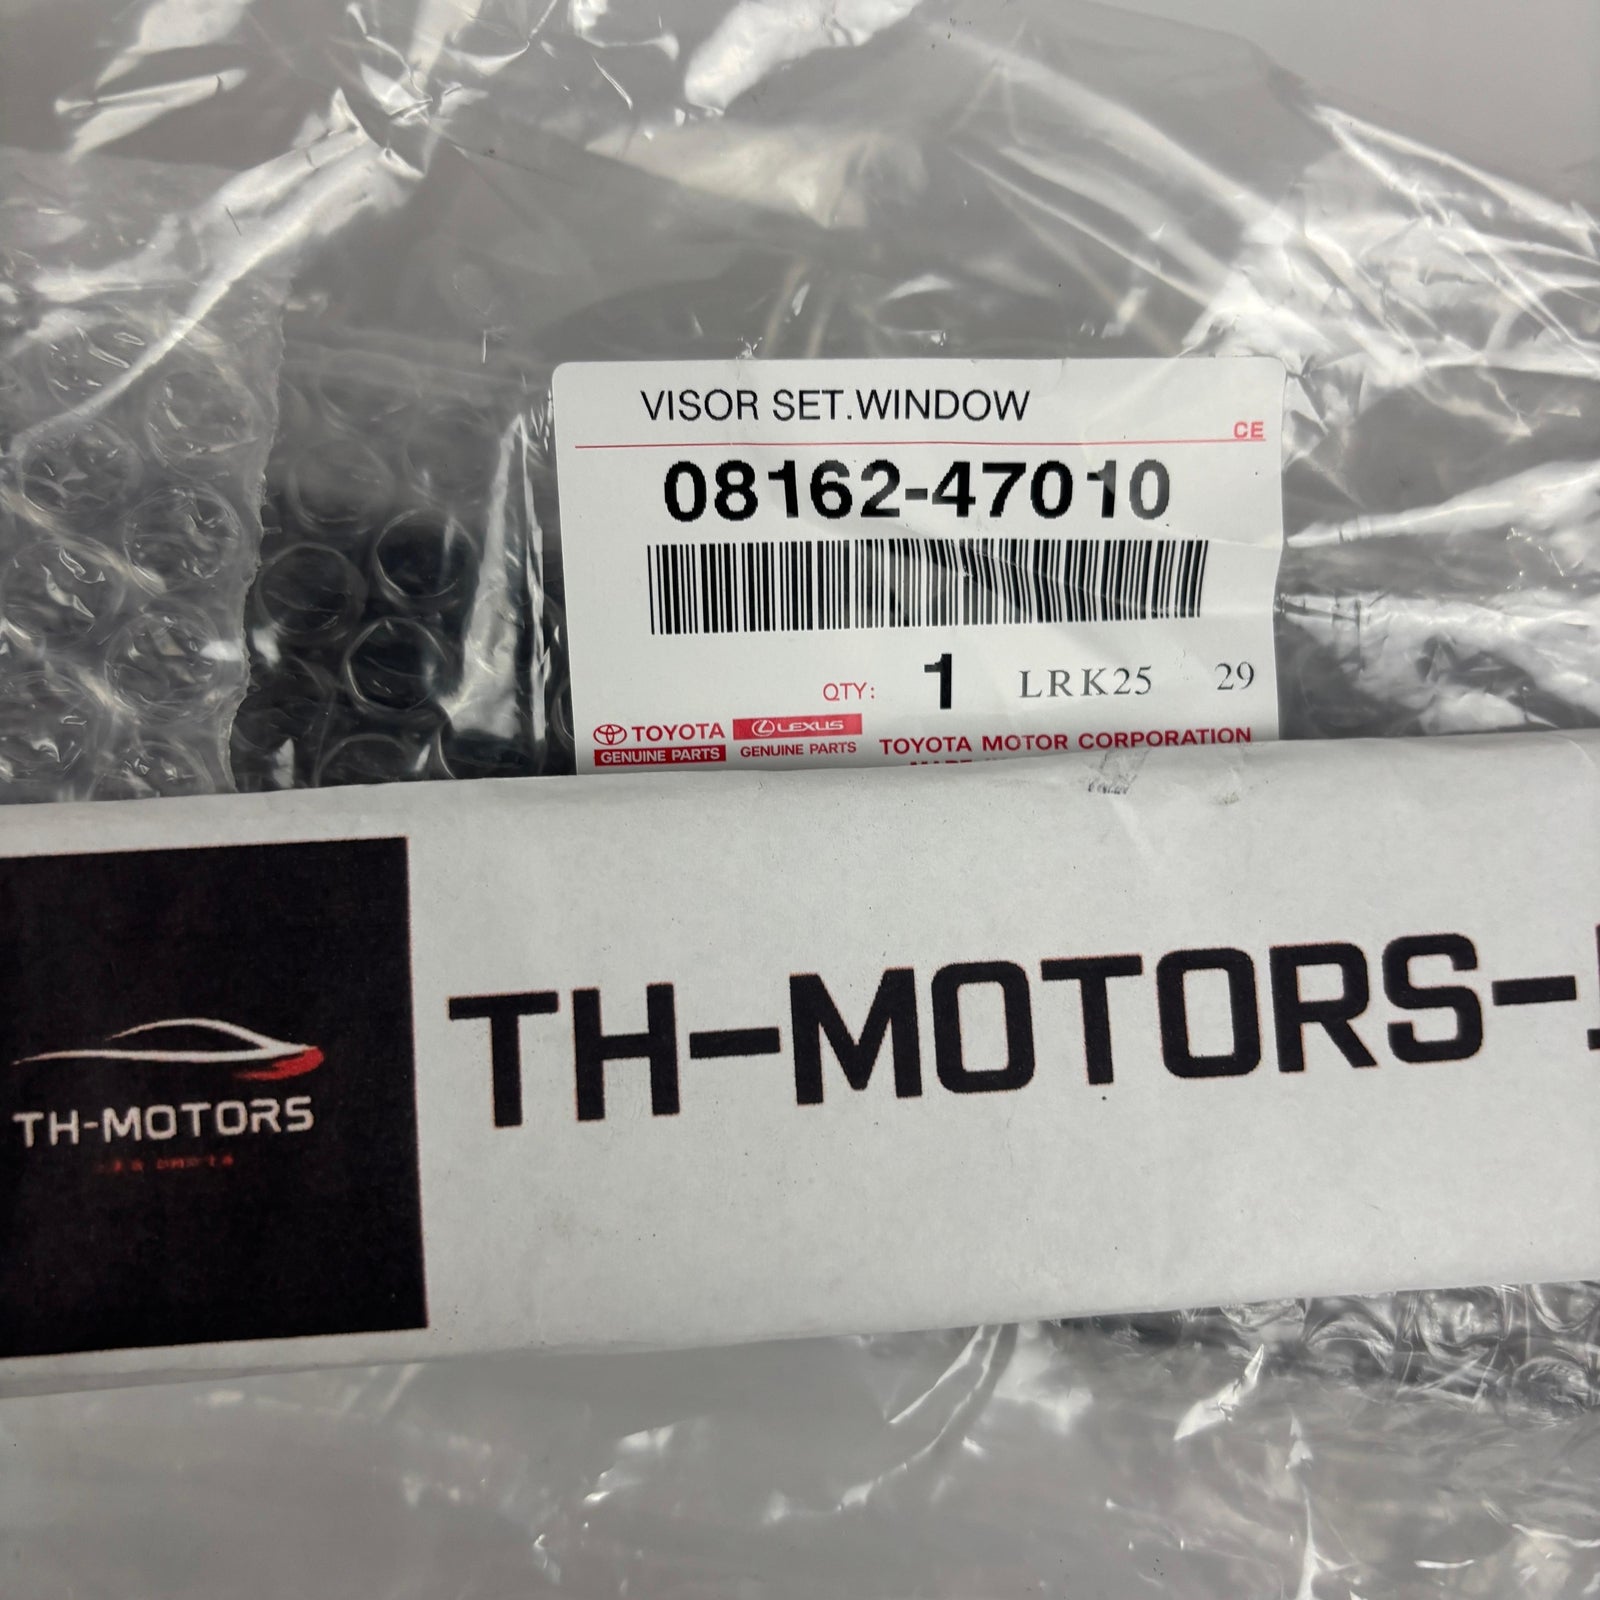 VISOR SET.WINDOW
CE
08162-47010
QTY: 1 LRK25 29
TOYOTA LEXUS
GENUINE PARTS GENUINE PARTS
TOYOTA MOTOR CORPORATION
TH-MOTORS-
TH-MOTORS